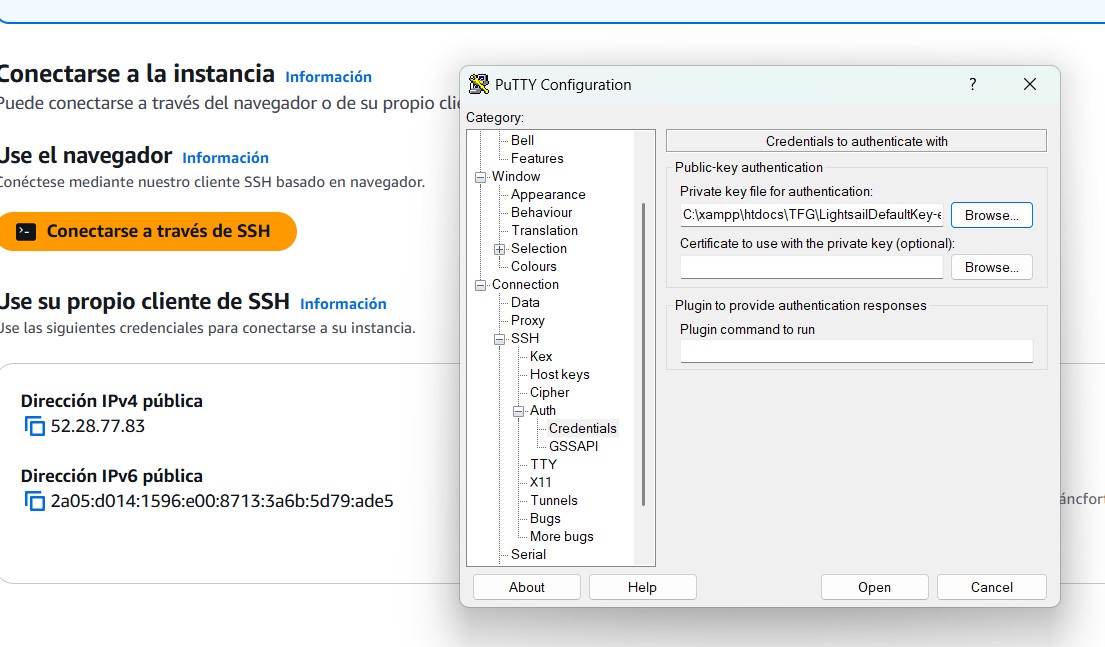 Conectarse a la instancia Información
Puede conectarse a través del navegador o de su propio
Use el navegador Información
Conéctese mediante nuestro cliente SSH basado en navegador.
Conectarse a través de SSH
Use su propio cliente de SSH Información
Use las siguientes credenciales para conectarse a su instancia.
Dirección IPv4 pública
52.28.77.83
Dirección IPv6 pública
2a05:d014:1596:e00:8713:3a6b:5d79:ade5
PuTTY Configuration
Category:
Bell
Features
Window
Appearance
Behaviour
Translation
Selection
Colours
Connection
Data
Proxy
SSH
Kex
Host keys
Cipher
Auth
Credentials
GSSAPI
TTY
X11
Tunnels
Bugs
More bugs
Serial
Credentials to authenticate with
Public-key authentication
Private key file for authentication:
C:\xampp\htdocs\TFG\LightsailDefaultKey-e
Browse...
Certificate to use with the private key (optional):
Browse...
Plugin to provide authentication responses
Plugin command to run
About
Help
Open
Cancel